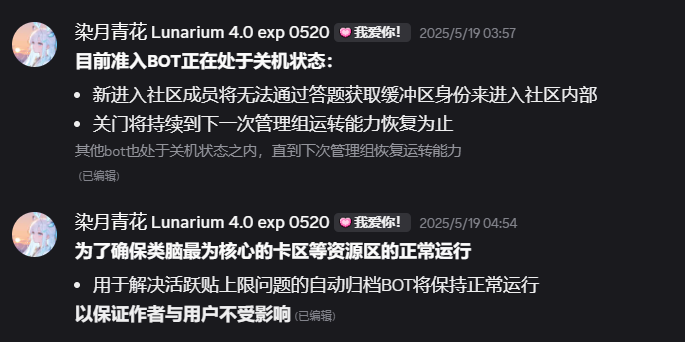 染月青花 Lunarium 4.0 exp 0520 我爱你! 2025/5/19 03:57
目前准入BOT正在处于关机状态：
• 新进入社区成员将无法通过答题获取缓冲区身份来进入社区内部
• 关门将持续到下一次管理组运转能力恢复为止
其他bot也处于关机状态之内，直到下次管理组恢复运转能力
(已编辑)
染月青花 Lunarium 4.0 exp 0520 我爱你! 2025/5/19 04:54
为了确保类脑最为核心的卡区等资源区的正常运行
• 用于解决活跃贴上限问题的自动归档BOT将保持正常运行
以保证作者与用户不受影响 (已编辑)